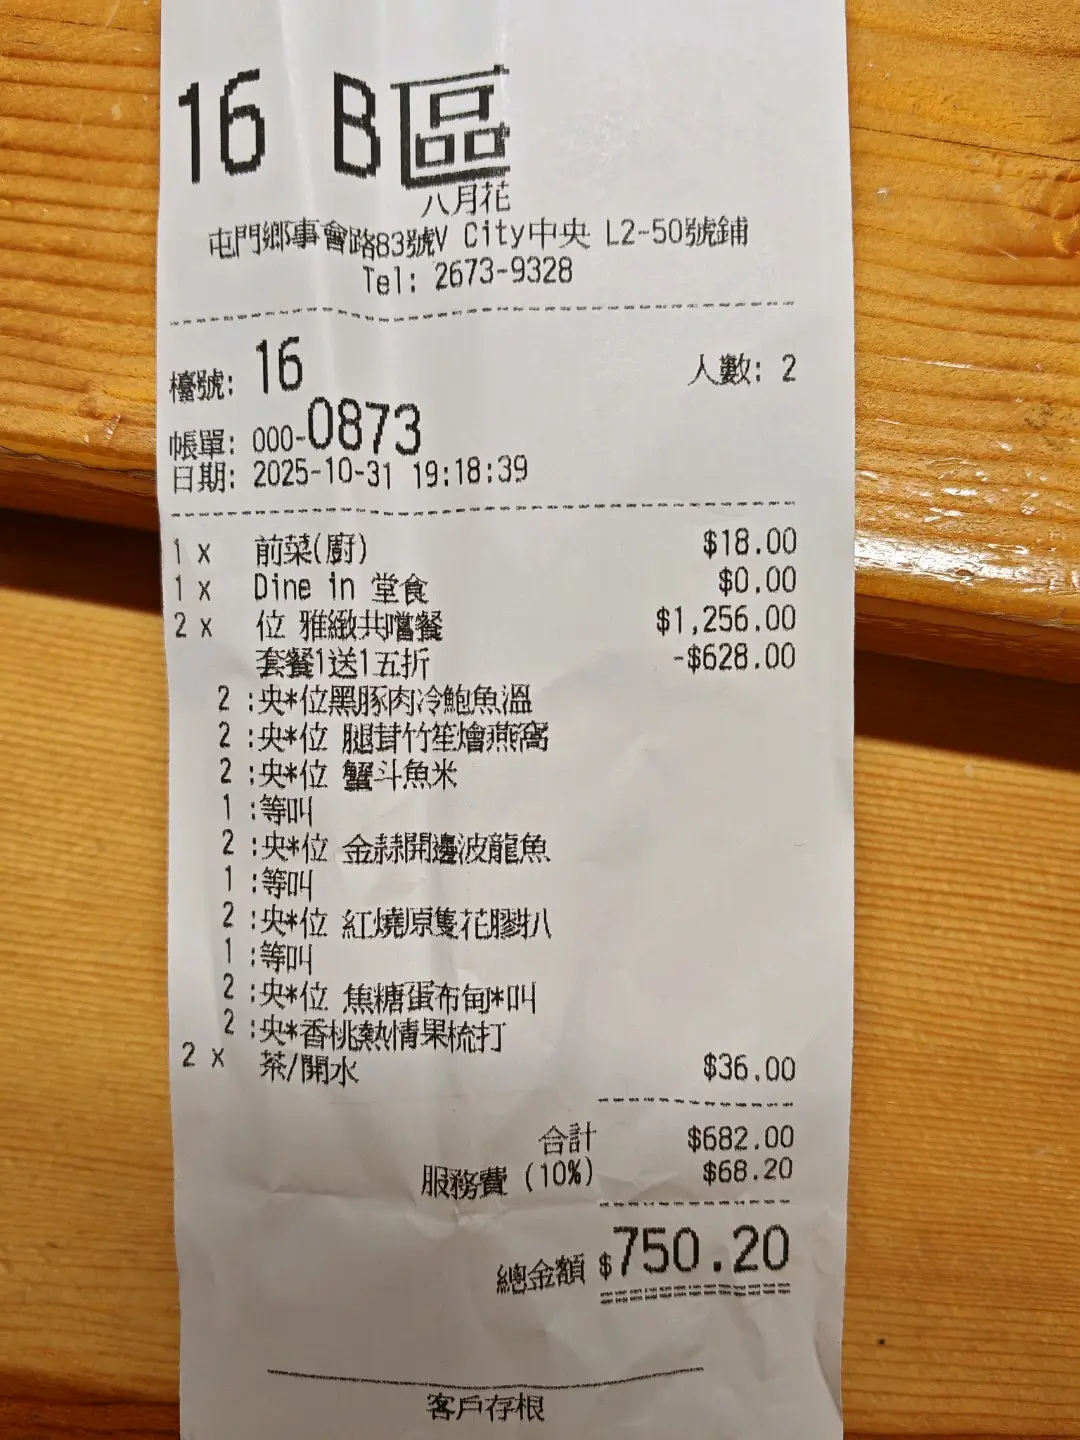 16 B區
八月花
屯門鄉事會路83號V City中央 L2-50號鋪
Tel: 2673-9328
檯號: 16 人數: 2
帳單: 000-0873
日期: 2025-10-31 19:18:39
1 x 前菜(廚) $18.00
1 x Dine in 堂食 $0.00
2 x 位 雅緻共嚐餐 $1,256.00
套餐1送1五折 -$628.00
2 :央*位黑豚肉冷鮑魚溫
2 :央*位 腿茸竹笙燴燕窩
2 :央*位 蟹斗魚米
1 :等叫
2 :央*位 金蒜開邊波龍魚
1 :等叫
2 :央*位 紅燒原隻花膠扒
1 :等叫
2 :央*位 焦糖蛋布甸*叫
2 :央*香桃熱情果梳打
2 x 茶/開水 $36.00
合計 $682.00
服務費 (10%) $68.20
總金額 $750.20
客戶存根